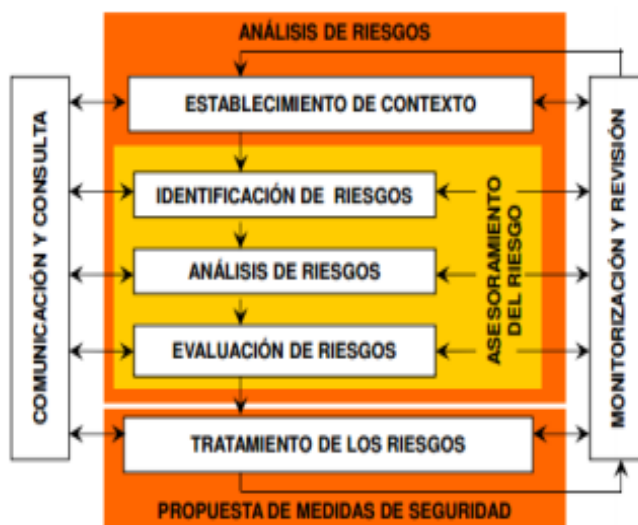 ANÁLISIS DE RIESGOS
ESTABLECIMIENTO DE CONTEXTO
COMUNICACIÓN Y CONSULTA
IDENTIFICACIÓN DE RIESGOS
ANÁLISIS DE RIESGOS
EVALUACIÓN DE RIESGOS
ASESORAMIENTO
DEL RIESGO
MONITORIZACIÓN Y REVISIÓN
TRATAMIENTO DE LOS RIESGOS
PROPUESTA DE MEDIDAS DE SEGURIDAD